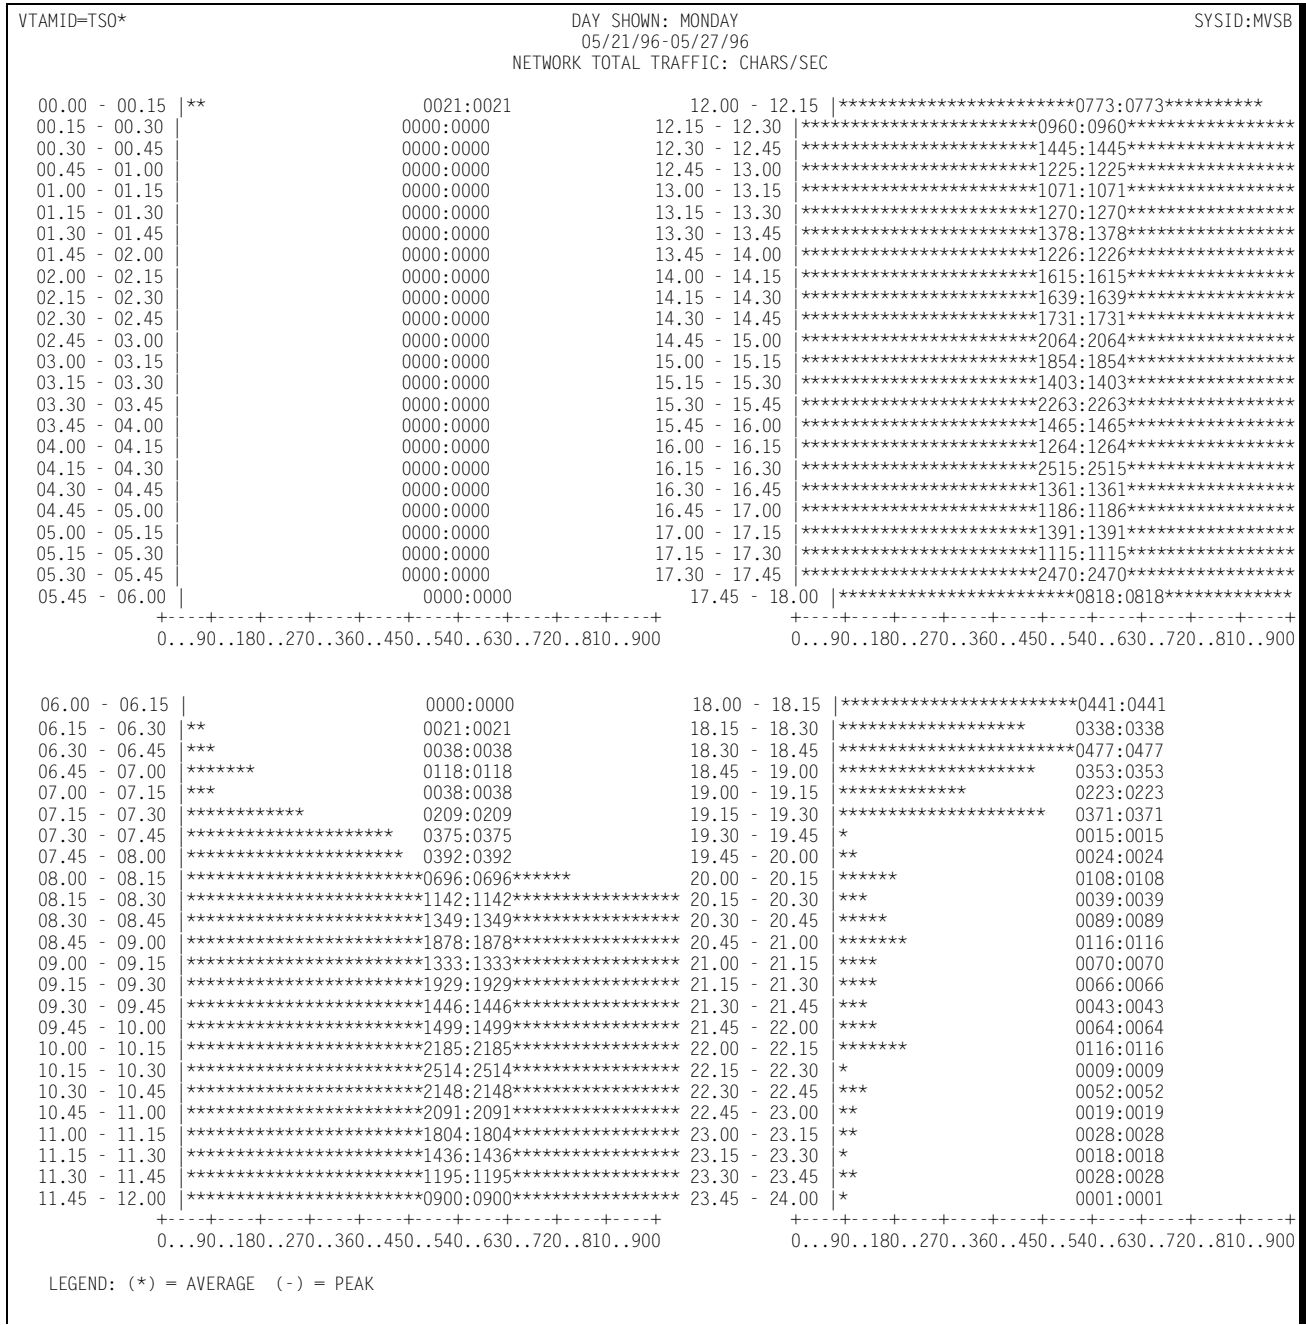 VTAMID=TSO* DAY SHOWN: MONDAY SYSID:MVSB
05/21/96-05/27/96
NETWORK TOTAL TRAFFIC: CHARS/SEC
00.00 - 00.15 |** 0021:0021 12.00 - 12.15 |************************0773:0773**********
00.15 - 00.30 | 0000:0000 12.15 - 12.30 |************************0960:0960*****************
00.30 - 00.45 | 0000:0000 12.30 - 12.45 |************************1445:1445*****************
00.45 - 01.00 | 0000:0000 12.45 - 13.00 |************************1225:1225*****************
01.00 - 01.15 | 0000:0000 13.00 - 13.15 |************************1071:1071*****************
01.15 - 01.30 | 0000:0000 13.15 - 13.30 |************************1270:1270*****************
01.30 - 01.45 | 0000:0000 13.30 - 13.45 |************************1378:1378*****************
01.45 - 02.00 | 0000:0000 13.45 - 14.00 |************************1226:1226*****************
02.00 - 02.15 | 0000:0000 14.00 - 14.15 |************************1615:1615*****************
02.15 - 02.30 | 0000:0000 14.15 - 14.30 |************************1639:1639*****************
02.30 - 02.45 | 0000:0000 14.30 - 14.45 |************************1731:1731*****************
02.45 - 03.00 | 0000:0000 14.45 - 15.00 |************************2064:2064*****************
03.00 - 03.15 | 0000:0000 15.00 - 15.15 |************************1854:1854*****************
03.15 - 03.30 | 0000:0000 15.15 - 15.30 |************************1403:1403*****************
03.30 - 03.45 | 0000:0000 15.30 - 15.45 |************************2263:2263*****************
03.45 - 04.00 | 0000:0000 15.45 - 16.00 |************************1465:1465*****************
04.00 - 04.15 | 0000:0000 16.00 - 16.15 |************************1264:1264*****************
04.15 - 04.30 | 0000:0000 16.15 - 16.30 |************************2515:2515*****************
04.30 - 04.45 | 0000:0000 16.30 - 16.45 |************************1361:1361*****************
04.45 - 05.00 | 0000:0000 16.45 - 17.00 |************************1186:1186*****************
05.00 - 05.15 | 0000:0000 17.00 - 17.15 |************************1391:1391*****************
05.15 - 05.30 | 0000:0000 17.15 - 17.30 |************************1115:1115*****************
05.30 - 05.45 | 0000:0000 17.30 - 17.45 |************************2470:2470*****************
05.45 - 06.00 | 0000:0000 17.45 - 18.00 |************************0818:0818*************
+----+----+----+----+----+----+----+----+----+----+ +----+----+----+----+----+----+----+----+----+----+
0...90..180..270..360..450..540..630..720..810..900 0...90..180..270..360..450..540..630..720..810..900
06.00 - 06.15 | 0000:0000 18.00 - 18.15 |************************0441:0441
06.15 - 06.30 |** 0021:0021 18.15 - 18.30 |******************* 0338:0338
06.30 - 06.45 |*** 0038:0038 18.30 - 18.45 |************************0477:0477
06.45 - 07.00 |******* 0118:0118 18.45 - 19.00 |******************** 0353:0353
07.00 - 07.15 |*** 0038:0038 19.00 - 19.15 |************* 0223:0223
07.15 - 07.30 |************ 0209:0209 19.15 - 19.30 |********************* 0371:0371
07.30 - 07.45 |********************* 0375:0375 19.30 - 19.45 |* 0015:0015
07.45 - 08.00 |********************** 0392:0392 19.45 - 20.00 |** 0024:0024
08.00 - 08.15 |************************0696:0696****** 20.00 - 20.15 |****** 0108:0108
08.15 - 08.30 |************************1142:1142***************** 20.15 - 20.30 |*** 0039:0039
08.30 - 08.45 |************************1349:1349***************** 20.30 - 20.45 |***** 0089:0089
08.45 - 09.00 |************************1878:1878***************** 20.45 - 21.00 |******* 0116:0116
09.00 - 09.15 |************************1333:1333***************** 21.00 - 21.15 |**** 0070:0070
09.15 - 09.30 |************************1929:1929***************** 21.15 - 21.30 |**** 0066:0066
09.30 - 09.45 |************************1446:1446***************** 21.30 - 21.45 |*** 0043:0043
09.45 - 10.00 |************************1499:1499***************** 21.45 - 22.00 |**** 0064:0064
10.00 - 10.15 |************************2185:2185***************** 22.00 - 22.15 |******* 0116:0116
10.15 - 10.30 |************************2514:2514***************** 22.15 - 22.30 |* 0009:0009
10.30 - 10.45 |************************2148:2148***************** 22.30 - 22.45 |*** 0052:0052
10.45 - 11.00 |************************2091:2091***************** 22.45 - 23.00 |** 0019:0019
11.00 - 11.15 |************************1804:1804***************** 23.00 - 23.15 |** 0028:0028
11.15 - 11.30 |************************1436:1436***************** 23.15 - 23.30 |* 0018:0018
11.30 - 11.45 |************************1195:1195***************** 23.30 - 23.45 |** 0028:0028
11.45 - 12.00 |************************0900:0900***************** 23.45 - 24.00 |* 0001:0001
+----+----+----+----+----+----+----+----+----+----+ +----+----+----+----+----+----+----+----+----+----+
0...90..180..270..360..450..540..630..720..810..900 0...90..180..270..360..450..540..630..720..810..900
LEGEND: (*) = AVERAGE (-) = PEAK